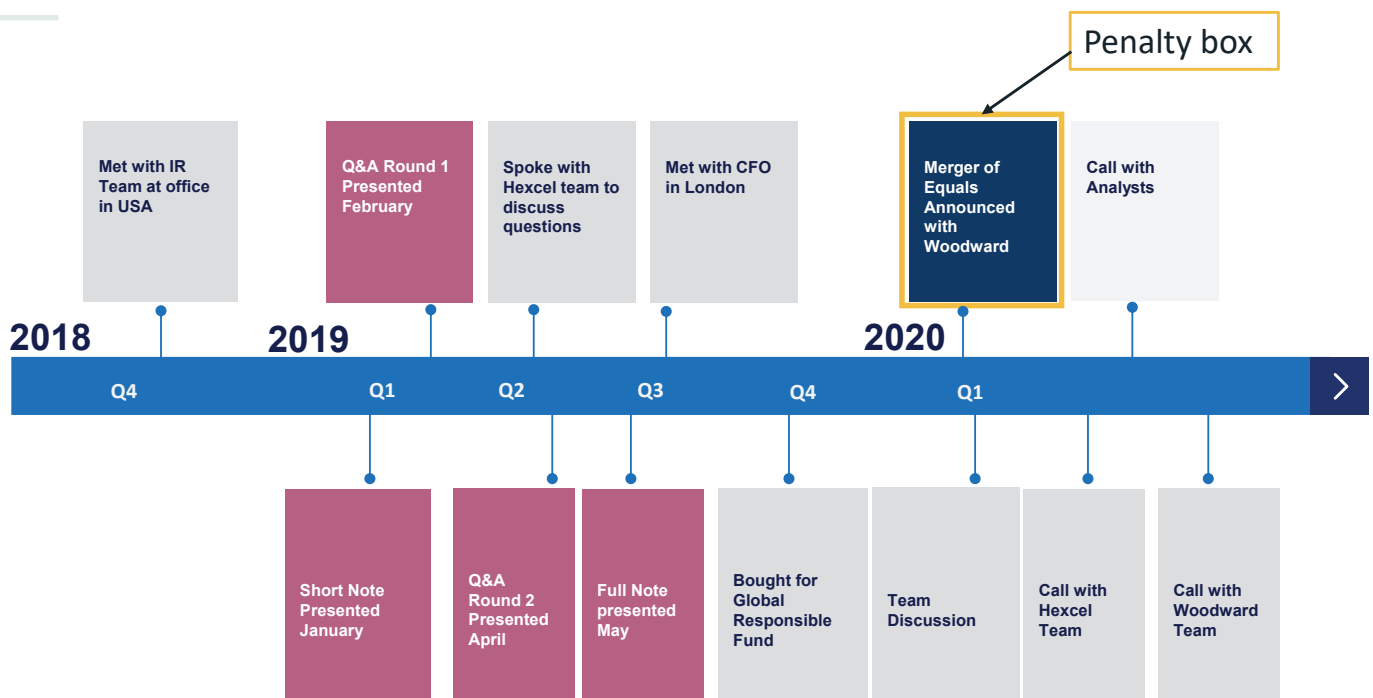 Penalty box
Met with IR
Team at office
in USA
Q&A Round 1
Presented
February
Spoke with
Hexcel team to
discuss
questions
Met with CFO
in London
Merger of
Equals
Announced
with
Woodward
Call with
Analysts
2018
2019
2020
Q4
Q1
Q2
Q3
Q4
Q1
Short Note
Presented
January
Q&A
Round 2
Presented
April
Full Note
presented
May
Bought for
Global
Responsible
Fund
Team
Discussion
Call with
Hexcel
Team
Call with
Woodward
Team